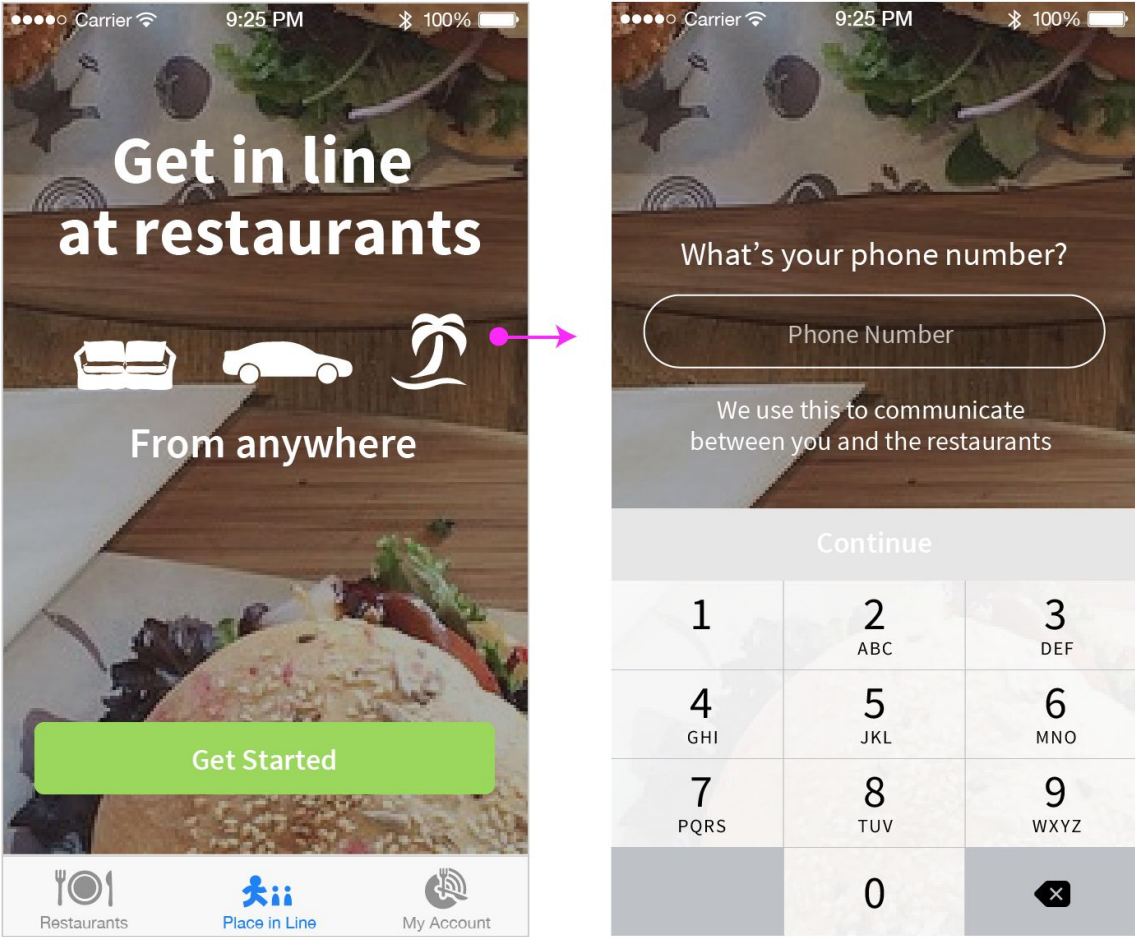 Carrier 9:25 PM 100%
Get in line
at restaurants
From anywhere
Get Started
Restaurants Place in Line My Account
Carrier 9:25 PM 100%
What’s your phone number?
Phone Number
We use this to communicate
between you and the restaurants
Continue
1 2 3
ABC DEF
4 5 6
GHI JKL MNO
7 8 9
PQRS TUV WXYZ
0